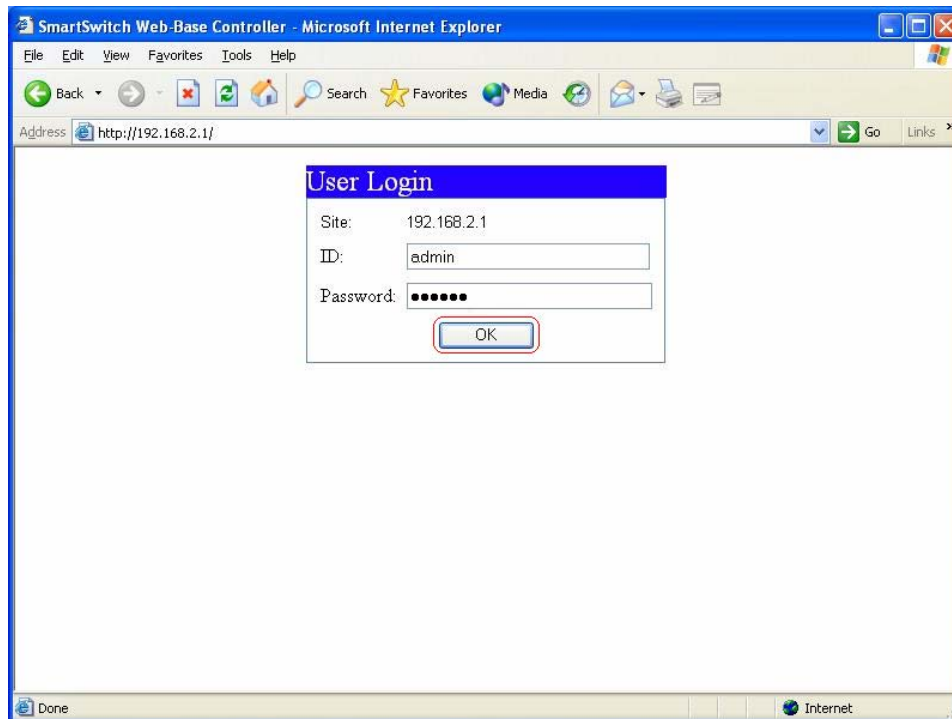 SmartSwitch Web-Base Controller - Microsoft Internet Explorer
File Edit View Favorites Tools Help
Back Search Favorites Media
Address http://192.168.2.1/ Go Links »
User Login
Site: 192.168.2.1
ID: admin
Password: ●●●●●●
OK
Done Internet